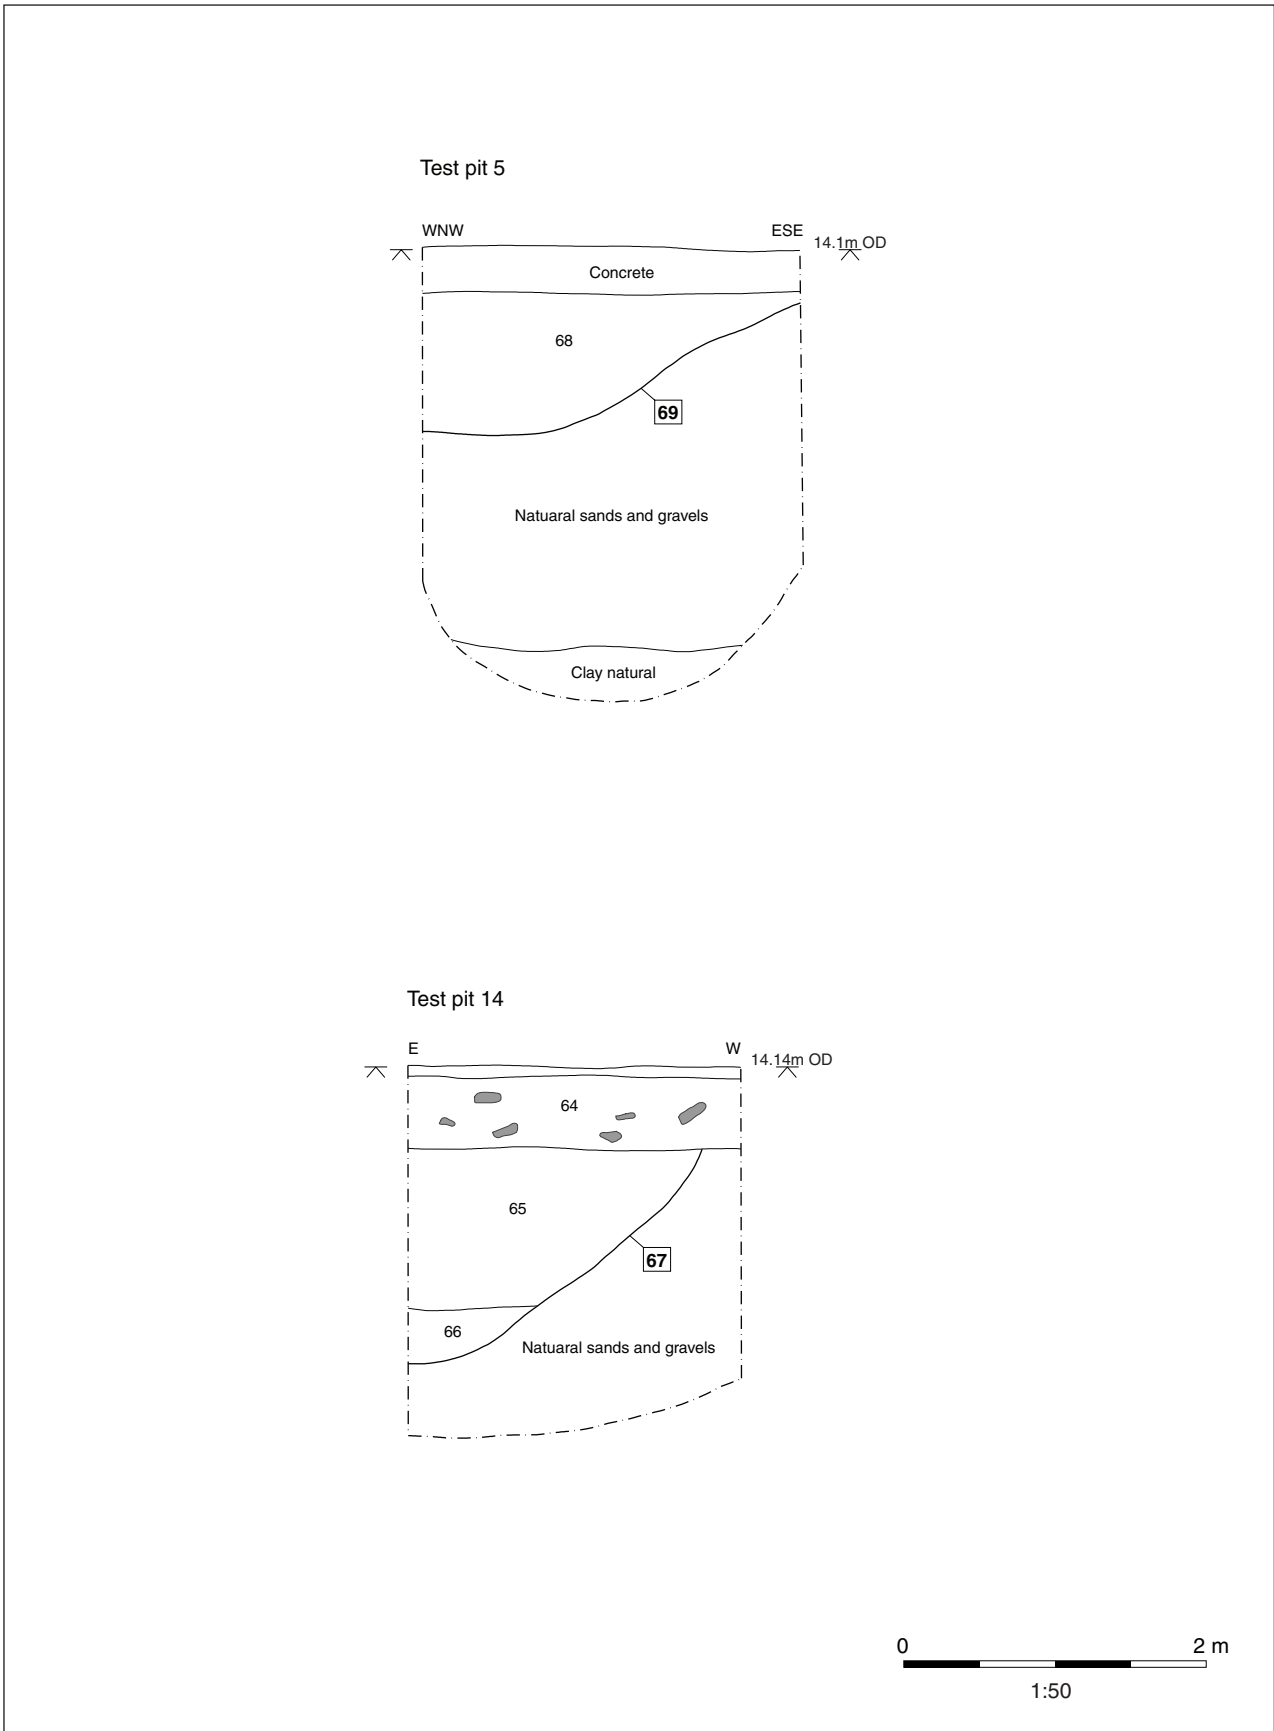 Test pit 5
WNW
ESE
14.1m OD
Concrete
68
69
Natuaral sands and gravels
Clay natural
Test pit 14
E
W
14.14m OD
64
65
67
66
Natuaral sands and gravels
0
2 m
1:50